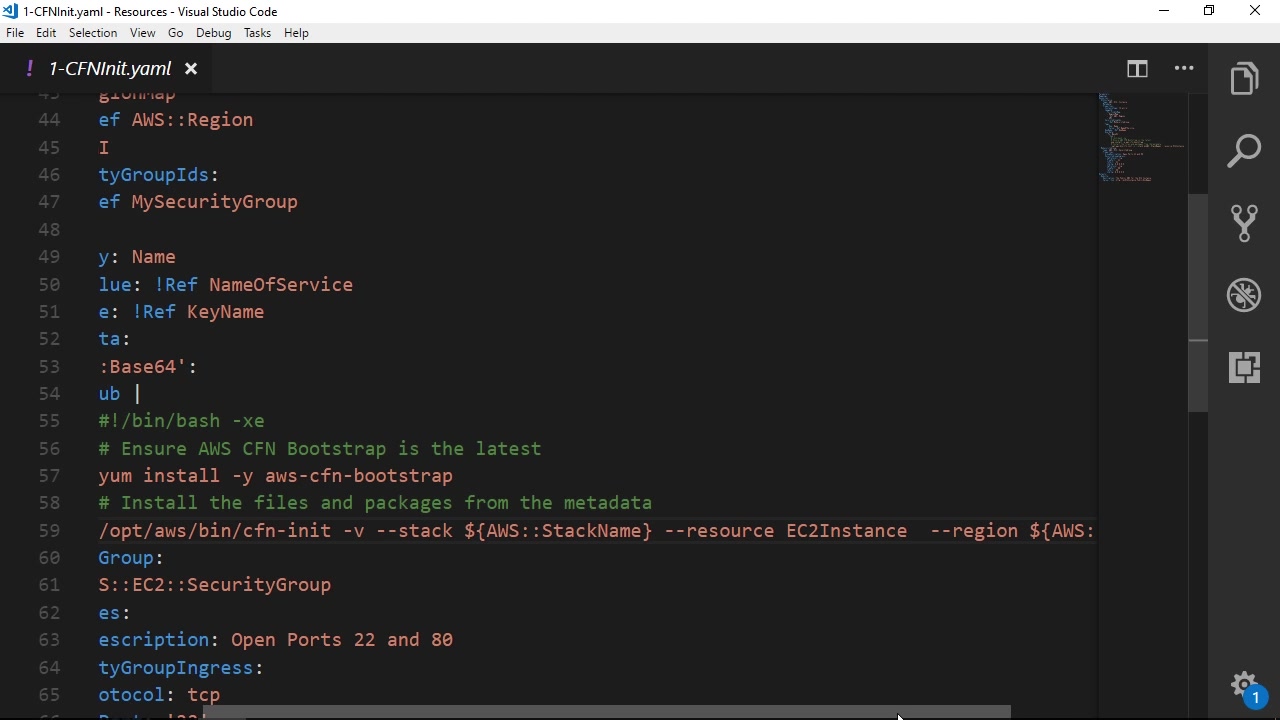 1-CFNInit.yaml - Resources - Visual Studio Code
File Edit Selection View Go Debug Tasks Help
! 1-CFNInit.yaml
43 gionMap
44 ef AWS::Region
45 I
46 tyGroupIds:
47 ef MySecurityGroup
48
49 y: Name
50 lue: !Ref NameOfService
51 e: !Ref KeyName
52 ta:
53 :Base64':
54 ub |
55 #!/bin/bash -xe
56 # Ensure AWS CFN Bootstrap is the latest
57 yum install -y aws-cfn-bootstrap
58 # Install the files and packages from the metadata
59 /opt/aws/bin/cfn-init -v --stack ${AWS::StackName} --resource EC2Instance  --region ${AWS:
60 Group:
61 S::EC2::SecurityGroup
62 es:
63 escription: Open Ports 22 and 80
64 tyGroupIngress:
65 otocol: tcp
1